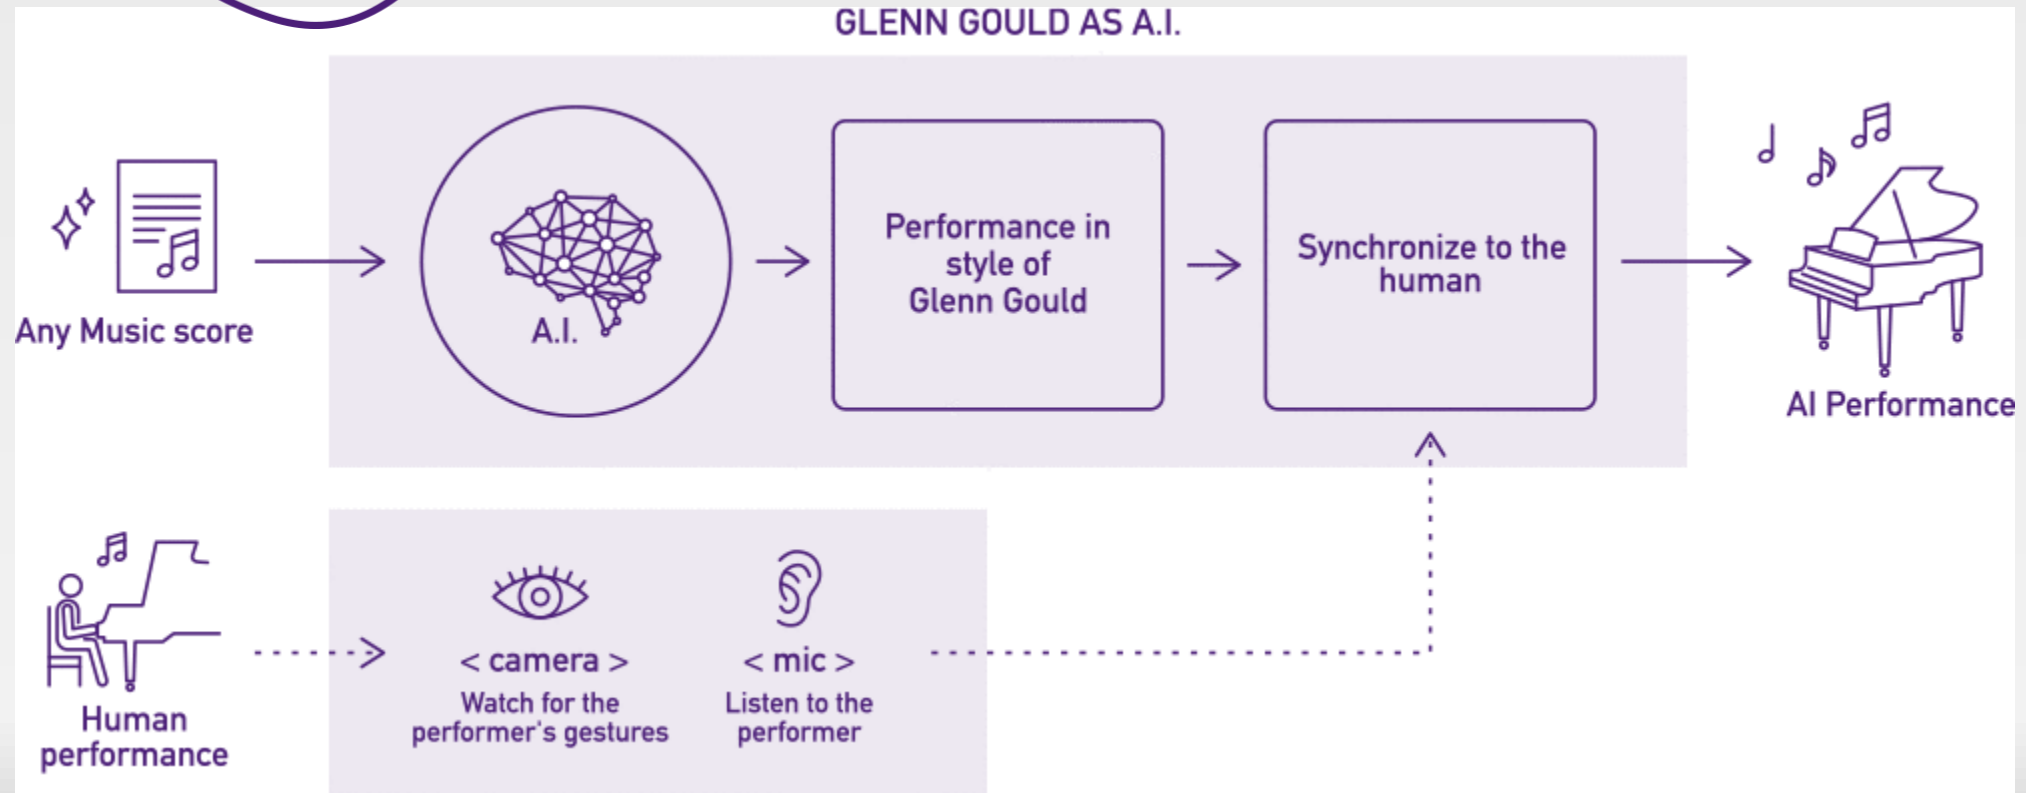 GLENN GOULD AS A.I.
Any Music score
A.I.
Performance in
style of
Glenn Gould
Synchronize to the
human
AI Performance
Human
performance
< camera >
Watch for the
performer's gestures
< mic >
Listen to the
performer